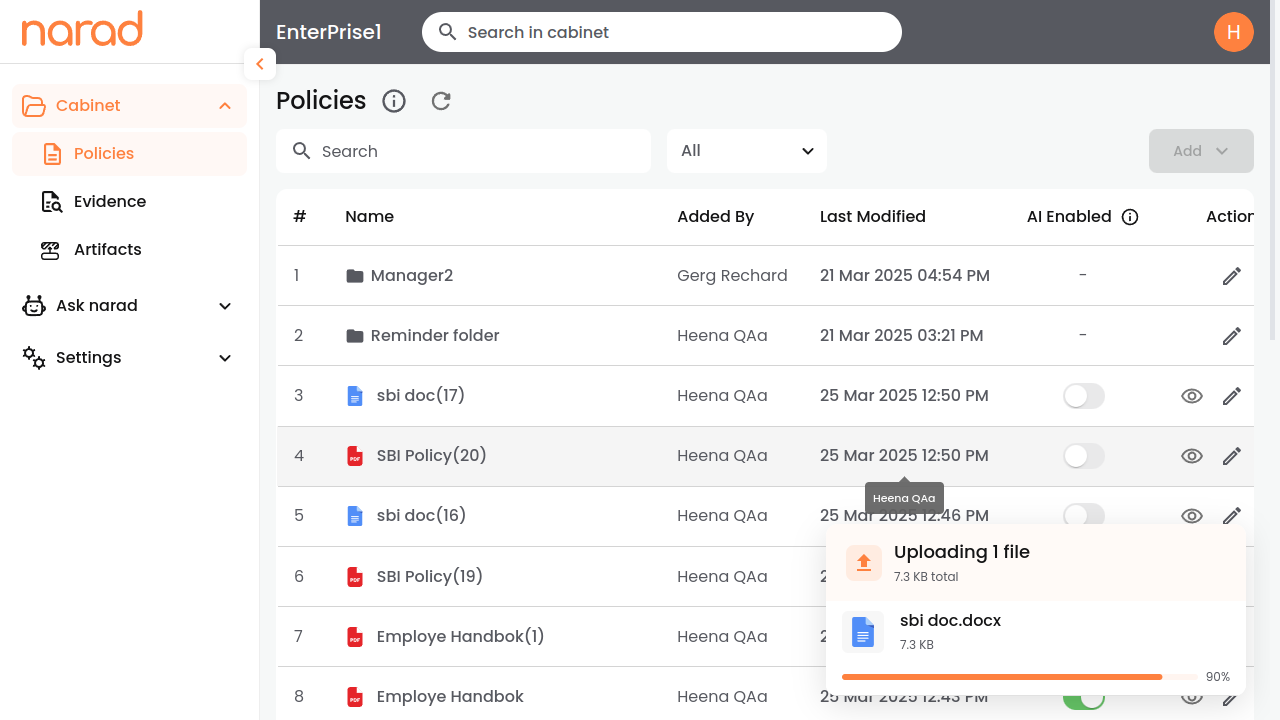 narad
EnterPrise1
Search in cabinet
H
Cabinet
Policies
Evidence
Artifacts
Ask narad
Settings
Policies
Search
All
Add
# Name Added By Last Modified AI Enabled Action
1 Manager2 Gerg Rechard 21 Mar 2025 04:54 PM -
2 Reminder folder Heena QAa 21 Mar 2025 03:21 PM -
3 sbi doc(17) Heena QAa 25 Mar 2025 12:50 PM
4 PDF SBI Policy(20) Heena QAa 25 Mar 2025 12:50 PM
Heena QAa
5 sbi doc(16) Heena QAa 25 Mar 2025 12:46 PM
6 PDF SBI Policy(19) Heena QAa
7 PDF Employe Handbok(1) Heena QAa
8 PDF Employe Handbok Heena QAa 25 Mar 2025 12:43 PM
Uploading 1 file
7.3 KB total
sbi doc.docx
7.3 KB
90%